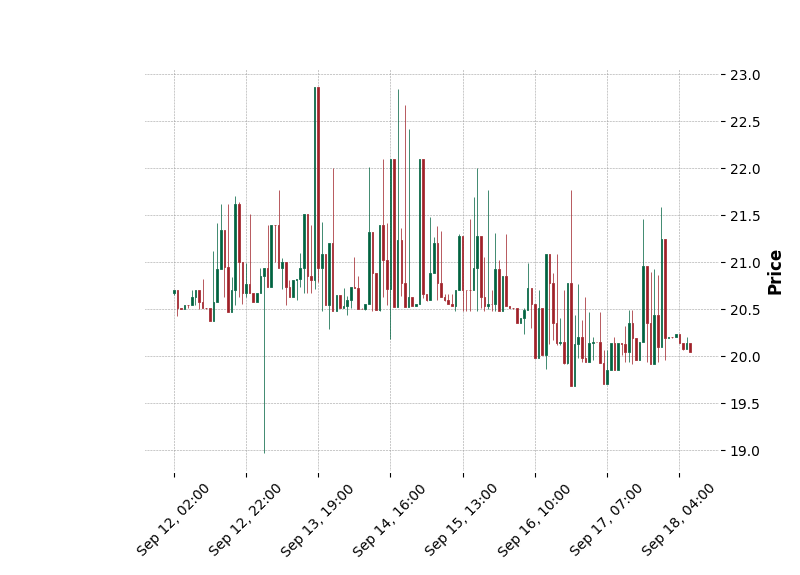 23.0
22.5
22.0
21.5
21.0
20.5
20.0
19.5
19.0
Price
Sep 12, 02:00
Sep 12, 22:00
Sep 13, 19:00
Sep 14, 16:00
Sep 15, 13:00
Sep 16, 10:00
Sep 17, 07:00
Sep 18, 04:00